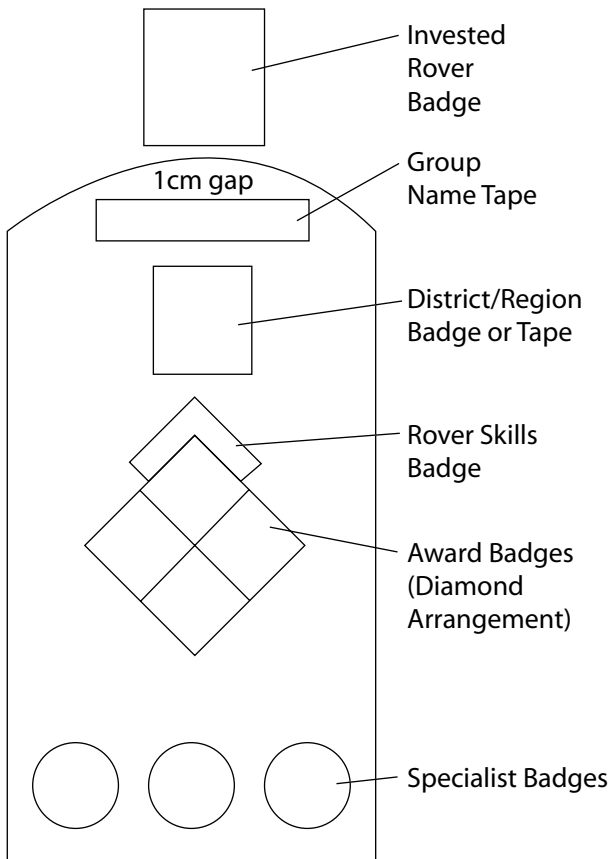 Invested
Rover
Badge
Group
Name Tape
1cm gap
District/Region
Badge or Tape
Rover Skills
Badge
Award Badges
(Diamond
Arrangement)
Specialist Badges